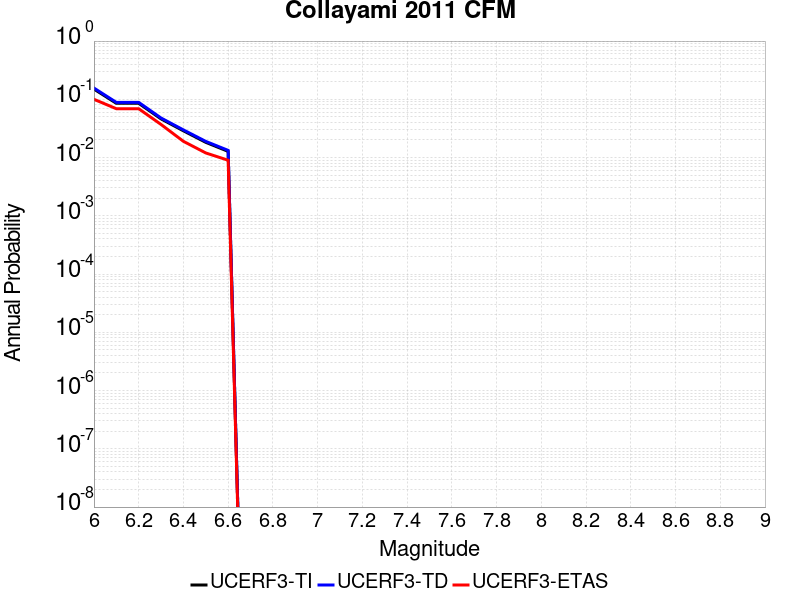 Collayami 2011 CFM
10^0
10^-1
10^-2
10^-3
10^-4
10^-5
10^-6
10^-7
10^-8
Annual Probability
6 6.2 6.4 6.6 6.8 7 7.2 7.4 7.6 7.8 8 8.2 8.4 8.6 8.8 9
Magnitude
UCERF3-TI UCERF3-TD UCERF3-ETAS